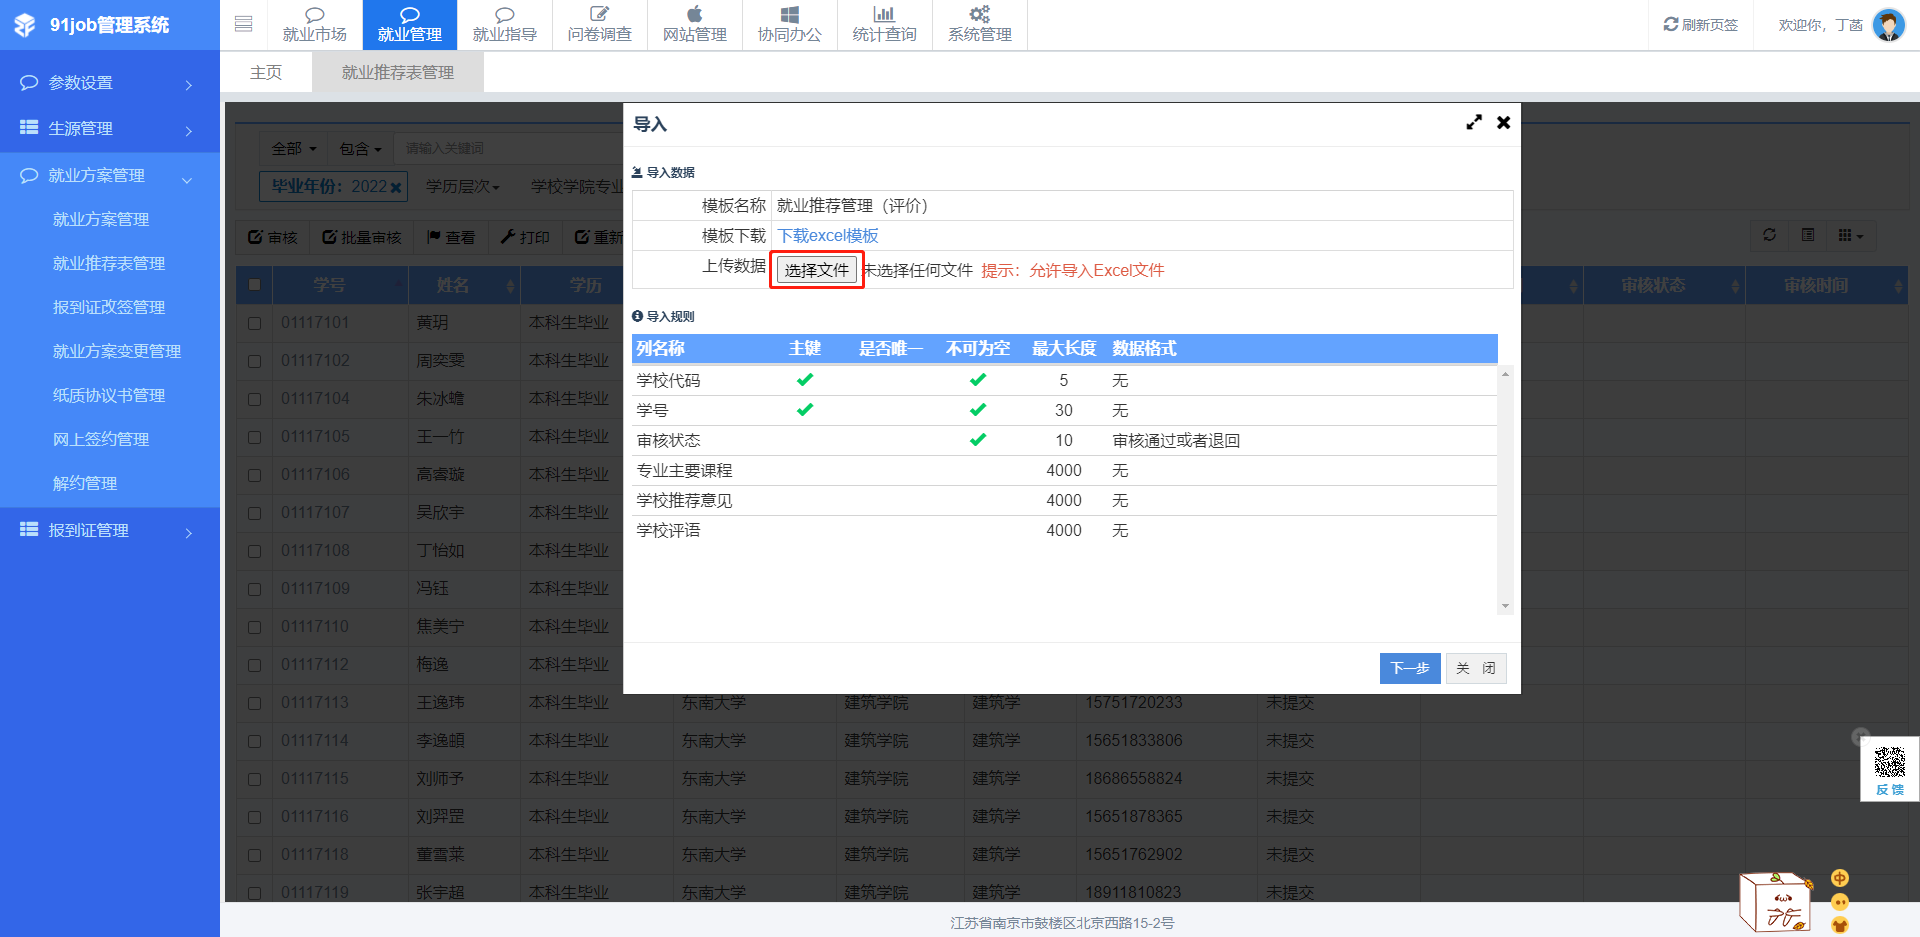 91job管理系统
就业市场
就业管理
就业指导
问卷调查
网站管理
协同办公
统计查询
系统管理
刷新页签
欢迎你，丁菡
参数设置
生源管理
就业方案管理
就业方案管理
就业推荐表管理
报到证改签管理
就业方案变更管理
纸质协议书管理
网上签约管理
解约管理
报到证管理
主页
就业推荐表管理
全部 包含 请输入关键词
毕业年份：2022 学历层次 学校学院专业
审核 批量审核 查看 打印 重新
学号 姓名 学历 审核状态 审核时间
01117101 黄玥 本科生毕业
01117102 周奕雯 本科生毕业
01117104 朱冰蟾 本科生毕业
01117105 王一竹 本科生毕业
01117106 高睿璇 本科生毕业
01117107 吴欣宇 本科生毕业
01117108 丁怡如 本科生毕业
01117109 冯钰 本科生毕业
01117110 焦美宁 本科生毕业
01117112 梅逸 本科生毕业
01117113 王逸玮 本科生毕业 东南大学 建筑学院 建筑学 15751720233 未提交
01117114 李逸頔 本科生毕业 东南大学 建筑学院 建筑学 15651833806 未提交
01117115 刘师予 本科生毕业 东南大学 建筑学院 建筑学 18686558824 未提交
01117116 刘羿罡 本科生毕业 东南大学 建筑学院 建筑学 15651878365 未提交
01117118 董雪莱 本科生毕业 东南大学 建筑学院 建筑学 15651762902 未提交
01117119 张宇超 本科生毕业 东南大学 建筑学院 建筑学 18911810823 未提交
导入
导入数据
模板名称 就业推荐管理（评价）
模板下载 下载excel模板
上传数据 选择文件 未选择任何文件 提示：允许导入Excel文件
导入规则
列名称 主键 是否唯一 不可为空 最大长度 数据格式
学校代码 5 无
学号 30 无
审核状态 10 审核通过或者退回
专业主要课程 4000 无
学校推荐意见 4000 无
学校评语 4000 无
下一步 关 闭
反馈
中
江苏省南京市鼓楼区北京西路15-2号